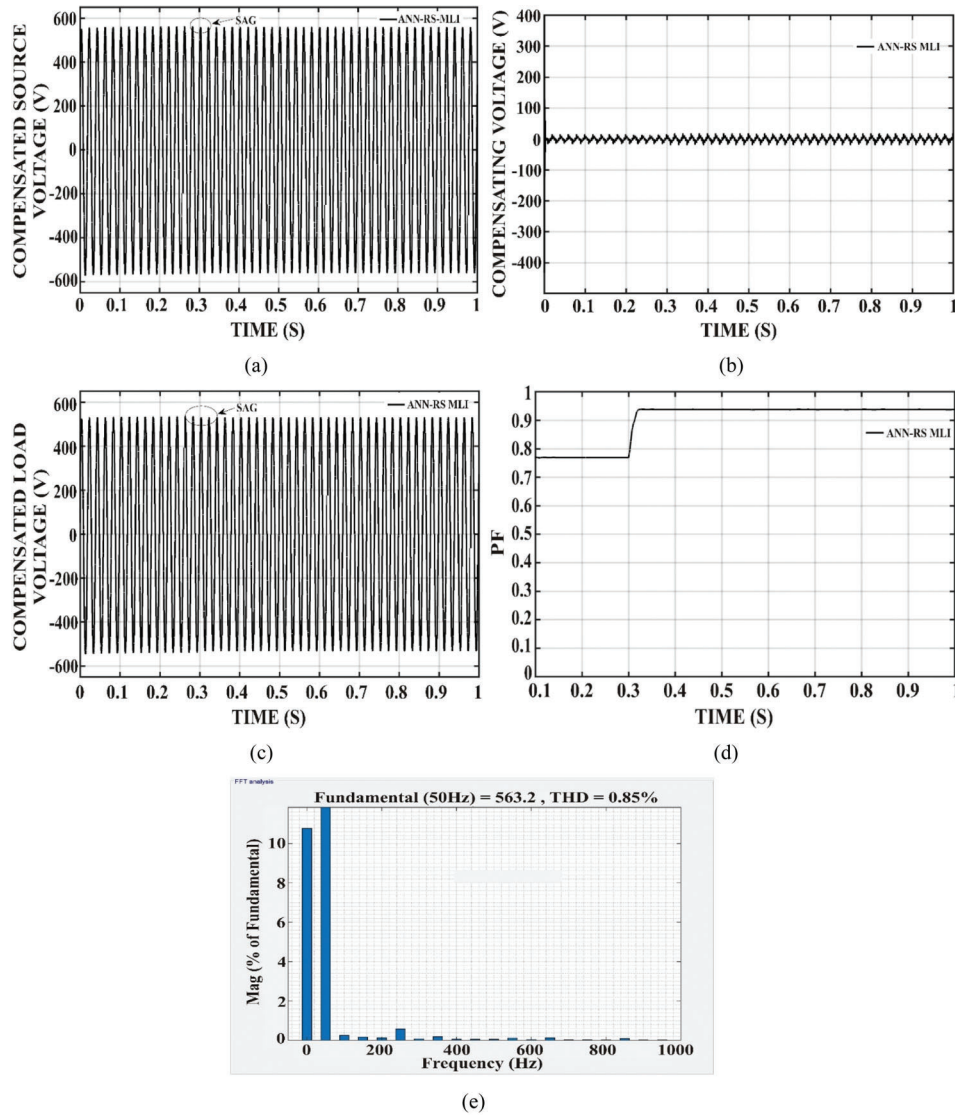 COMPENSATED SOURCE
VOLTAGE (V)
600
400
200
0
-200
-400
-600
SAG
ANN-RS-MLI
0 0.1 0.2 0.3 0.4 0.5 0.6 0.7 0.8 0.9 1
TIME (S)
(a)
COMPENSATING VOLTAGE (V)
400
300
200
100
0
-100
-200
-300
-400
ANN-RS MLI
0 0.1 0.2 0.3 0.4 0.5 0.6 0.7 0.8 0.9 1
TIME (S)
(b)
COMPENSATED LOAD
VOLTAGE (V)
600
400
200
0
-200
-400
-600
SAG
ANN-RS MLI
0 0.1 0.2 0.3 0.4 0.5 0.6 0.7 0.8 0.9 1
TIME (S)
(c)
PF
1
0.9
0.8
0.7
0.6
0.5
0.4
0.3
0.2
0.1
0
ANN-RS MLI
0.1 0.2 0.3 0.4 0.5 0.6 0.7 0.8 0.9 1
TIME (S)
(d)
FFT analysis
Fundamental (50Hz) = 563.2 , THD = 0.85%
Mag (% of Fundamental)
10
8
6
4
2
0
0 200 400 600 800 1000
Frequency (Hz)
(e)